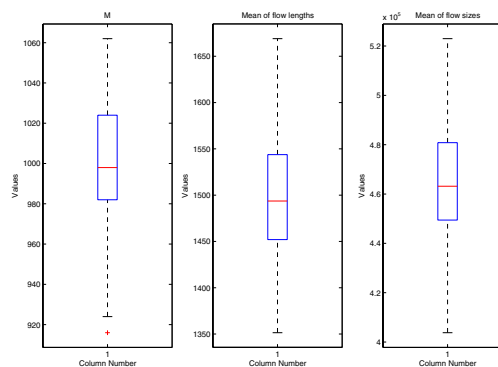 M
1060
1040
1020
1000
980
960
940
920
Values
1
Column Number
Mean of flow lengths
1650
1600
1550
1500
1450
1400
1350
Values
1
Column Number
Mean of flow sizes
x 10⁵
5.2
5
4.8
4.6
4.4
4.2
4
Values
1
Column Number